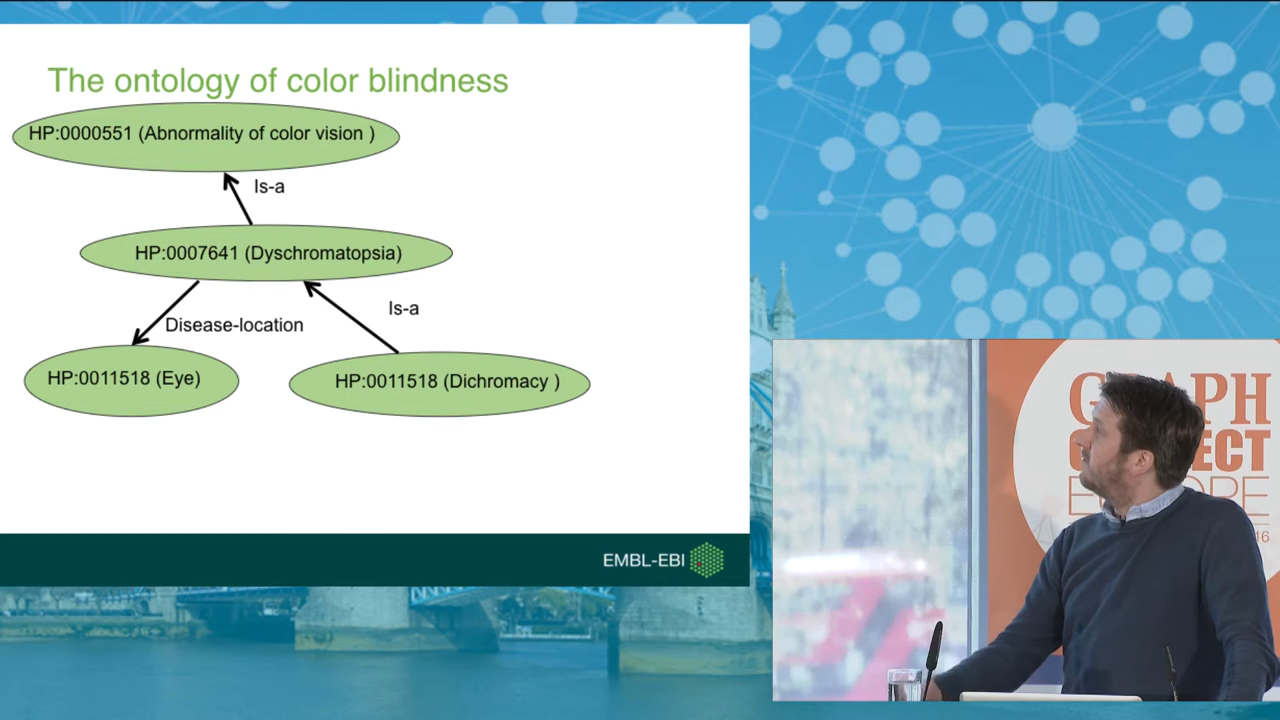 The ontology of color blindness
HP:0000551 (Abnormality of color vision )
Is-a
HP:0007641 (Dyschromatopsia)
Is-a
Disease-location
HP:0011518 (Eye)
HP:0011518 (Dichromacy )
EMBL-EBI